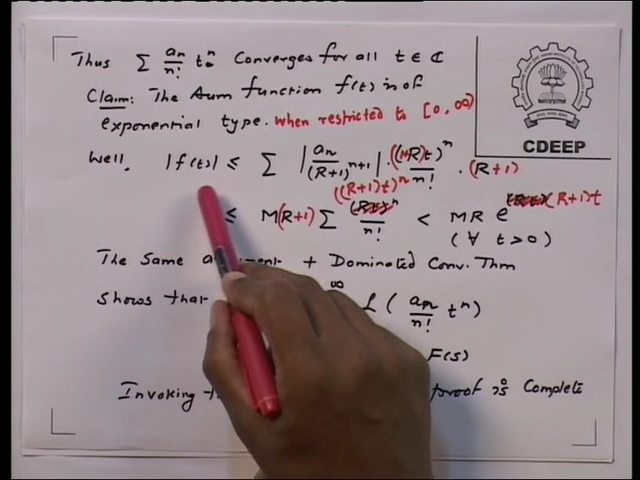 Thus Σ aₙ/n! tⁿ Converges for all t ∈ ℂ
Claim: The Sum function f(t) is of
exponential type. when restricted to [0, ∞)
Well. |f(t)| ≤ Σ |aₙ/(R+1)ⁿ⁺¹| · ((1+R)t)ⁿ/n! · (R+1)
≤ M(R+1) Σ ((R+1)t)ⁿ/n! < MR e^(R+1)t
(∀ t>0)
The Same + Dominated Conv. Thm
shows that ∞ L ( aₙ/n! tⁿ )
F(s)
Invoking proof is Complete
CDEEP